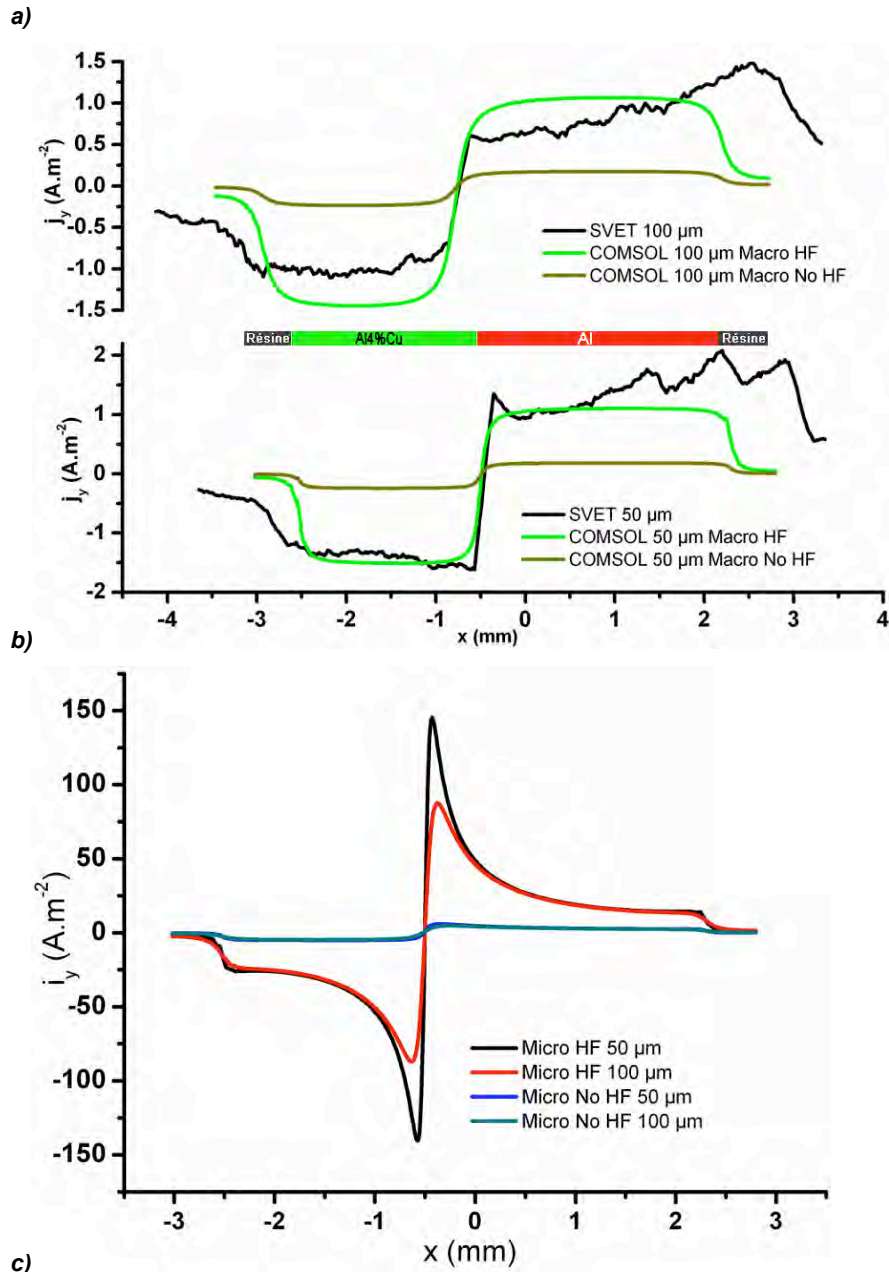 a)
1.5
1.0
0.5
0.0
-0.5
-1.0
-1.5
j_y (A.m⁻²)
SVET 100 µm
COMSOL 100 µm Macro HF
COMSOL 100 µm Macro No HF
Résine Al4%Cu Al Résine
2
1
0
-1
-2
j_y (A.m⁻²)
SVET 50 µm
COMSOL 50 µm Macro HF
COMSOL 50 µm Macro No HF
-4 -3 -2 -1 0 1 2 3 4
x (mm)
b)
150
100
50
0
-50
-100
-150
j_y (A.m⁻²)
Micro HF 50 µm
Micro HF 100 µm
Micro No HF 50 µm
Micro No HF 100 µm
-3 -2 -1 0 1 2 3
x (mm)
c)